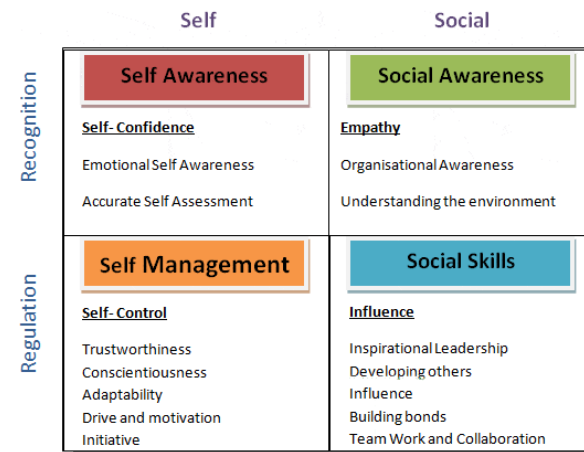 Self
Social
Recognition
Self Awareness
Self- Confidence
Emotional Self Awareness
Accurate Self Assessment
Social Awareness
Empathy
Organisational Awareness
Understanding the environment
Regulation
Self Management
Self- Control
Trustworthiness
Conscientiousness
Adaptability
Drive and motivation
Initiative
Social Skills
Influence
Inspirational Leadership
Developing others
Influence
Building bonds
Team Work and Collaboration